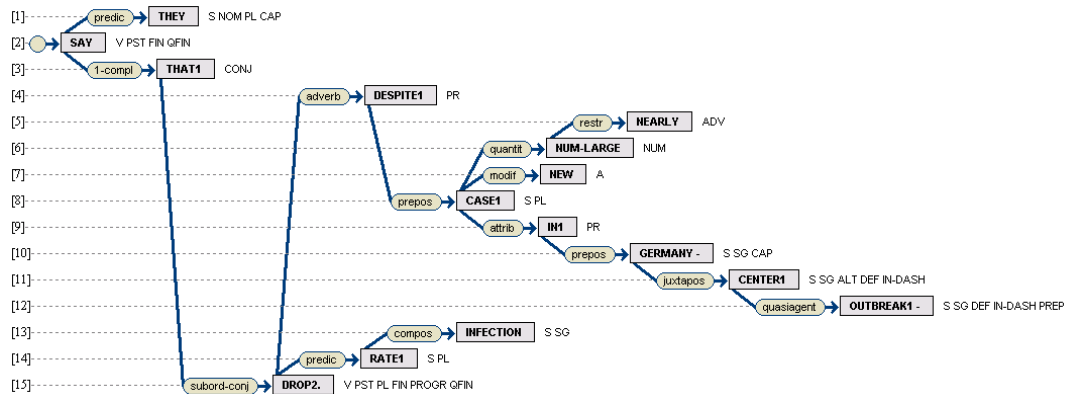 [1] predic THEY S NOM PL CAP
[2] SAY V PST FIN QFIN
[3] 1-compl THAT1 CONJ
[4] adverb DESPITE1 PR
[5] restr NEARLY ADV
[6] quantit NUM-LARGE NUM
[7] modif NEW A
[8] prepos CASE1 S PL
[9] attrib IN1 PR
[10] prepos GERMANY - S SG CAP
[11] juxtapos CENTER1 S SG ALT DEF IN-DASH
[12] quasiagent OUTBREAK1 - S SG DEF IN-DASH PREP
[13] compos INFECTION S SG
[14] predic RATE1 S PL
[15] subord-conj DROP2. V PST PL FIN PROGR QFIN